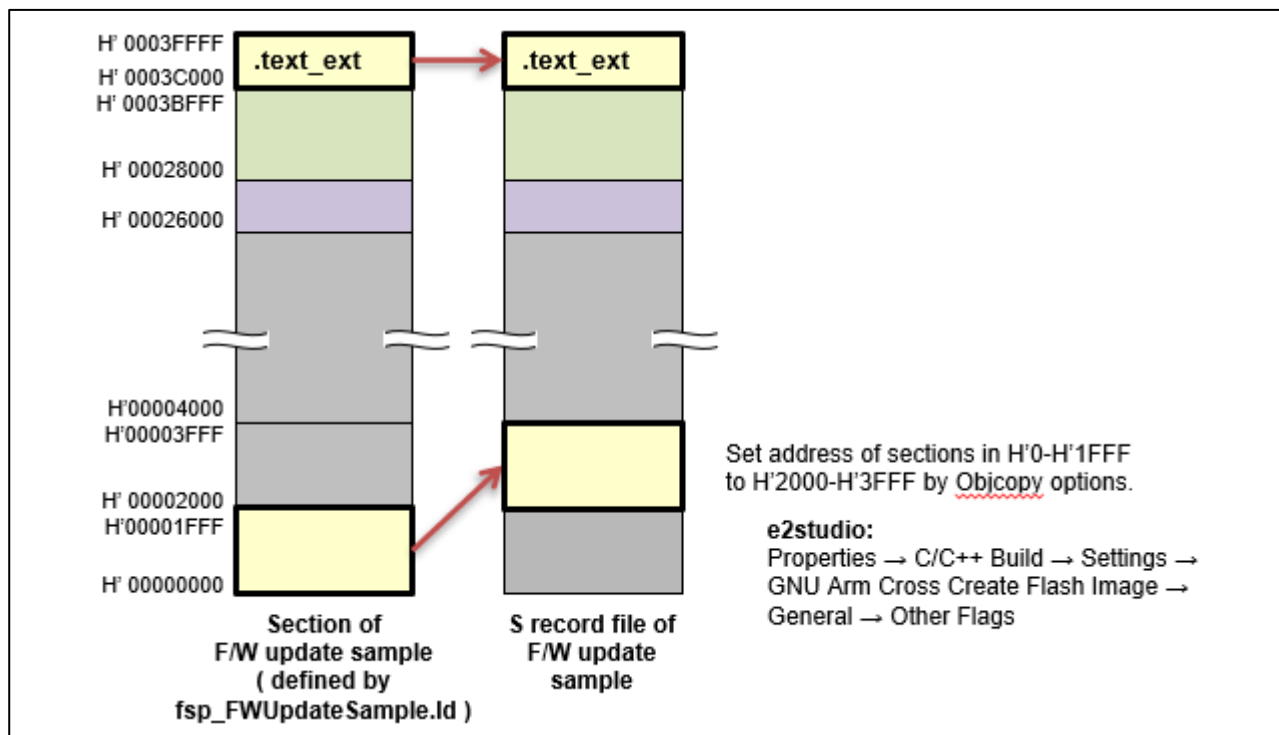 H' 0003FFFF
.text_ext
.text_ext
H' 0003C000
H' 0003BFFF
H' 00028000
H' 00026000
H'00004000
H'00003FFF
H' 00002000
H'00001FFF
H' 00000000
Set address of sections in H'0-H'1FFF
to H'2000-H'3FFF by Objcopy options.
e2studio:
Properties → C/C++ Build → Settings →
GNU Arm Cross Create Flash Image →
General → Other Flags
Section of
F/W update sample
( defined by
fsp_FWUpdateSample.ld )
S record file of
F/W update
sample